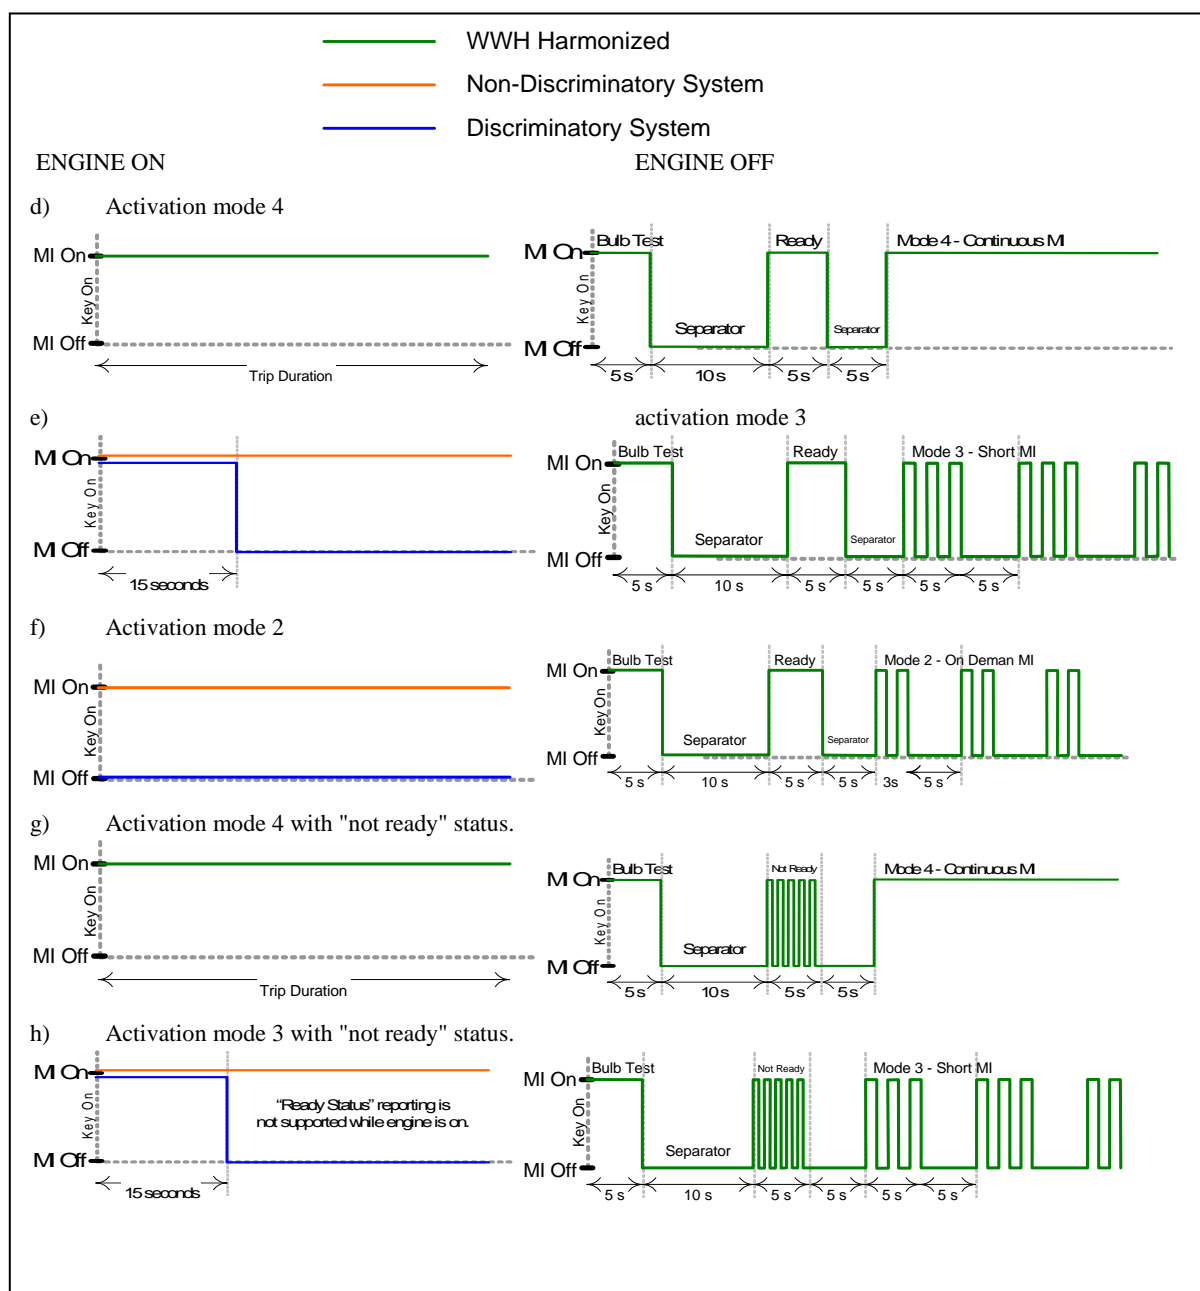 WWH Harmonized
Non-Discriminatory System
Discriminatory System
ENGINE ON
ENGINE OFF
d) Activation mode 4
MI On
Key On
MI Off
Trip Duration
Bulb Test
Ready
Mode 4 - Continuous MI
MI On
Key On
Separator
Separator
MI Off
5 s
10 s
5 s
5 s
e)
activation mode 3
MI On
Key On
MI Off
15 seconds
Bulb Test
Ready
Mode 3 - Short MI
MI On
Key On
Separator
Separator
MI Off
5 s
10 s
5 s
5 s
5 s
5 s
f) Activation mode 2
MI On
Key On
MI Off
Bulb Test
Ready
Mode 2 - On Deman MI
MI On
Key On
Separator
Separator
MI Off
5 s
10 s
5 s
5 s
3s
5 s
g) Activation mode 4 with "not ready" status.
MI On
Key On
MI Off
Trip Duration
Bulb Test
Not Ready
Mode 4 - Continuous MI
MI On
Key On
Separator
MI Off
5 s
10 s
5 s
5 s
h) Activation mode 3 with "not ready" status.
MI On
Key On
MI Off
15 seconds
“Ready Status” reporting is
not supported while engine is on.
Bulb Test
Not Ready
Mode 3 - Short MI
MI On
Key On
Separator
MI Off
5 s
10 s
5 s
5 s
5 s
5 s